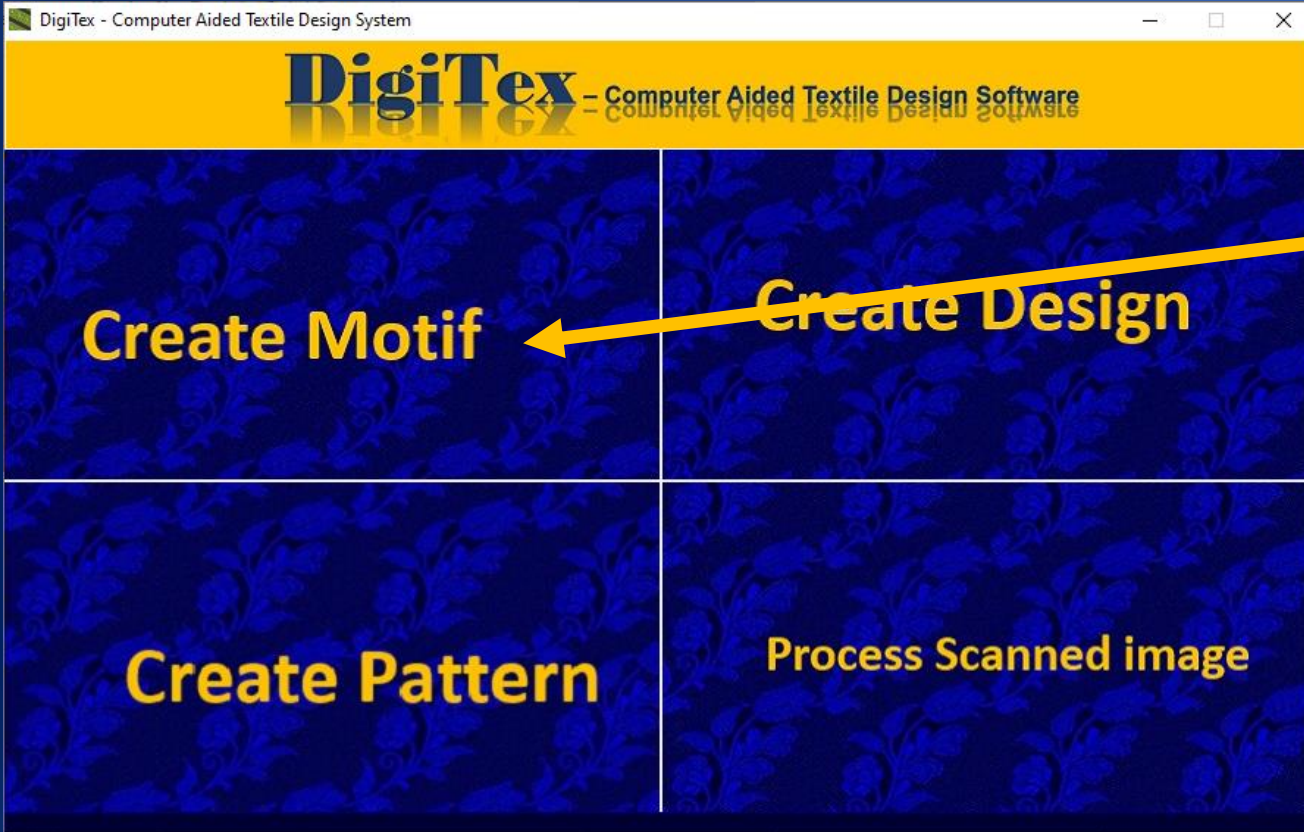 DigiTex - Computer Aided Textile Design System
DigiTex – Computer Aided Textile Design Software
Create Motif
Create Design
Create Pattern
Process Scanned image